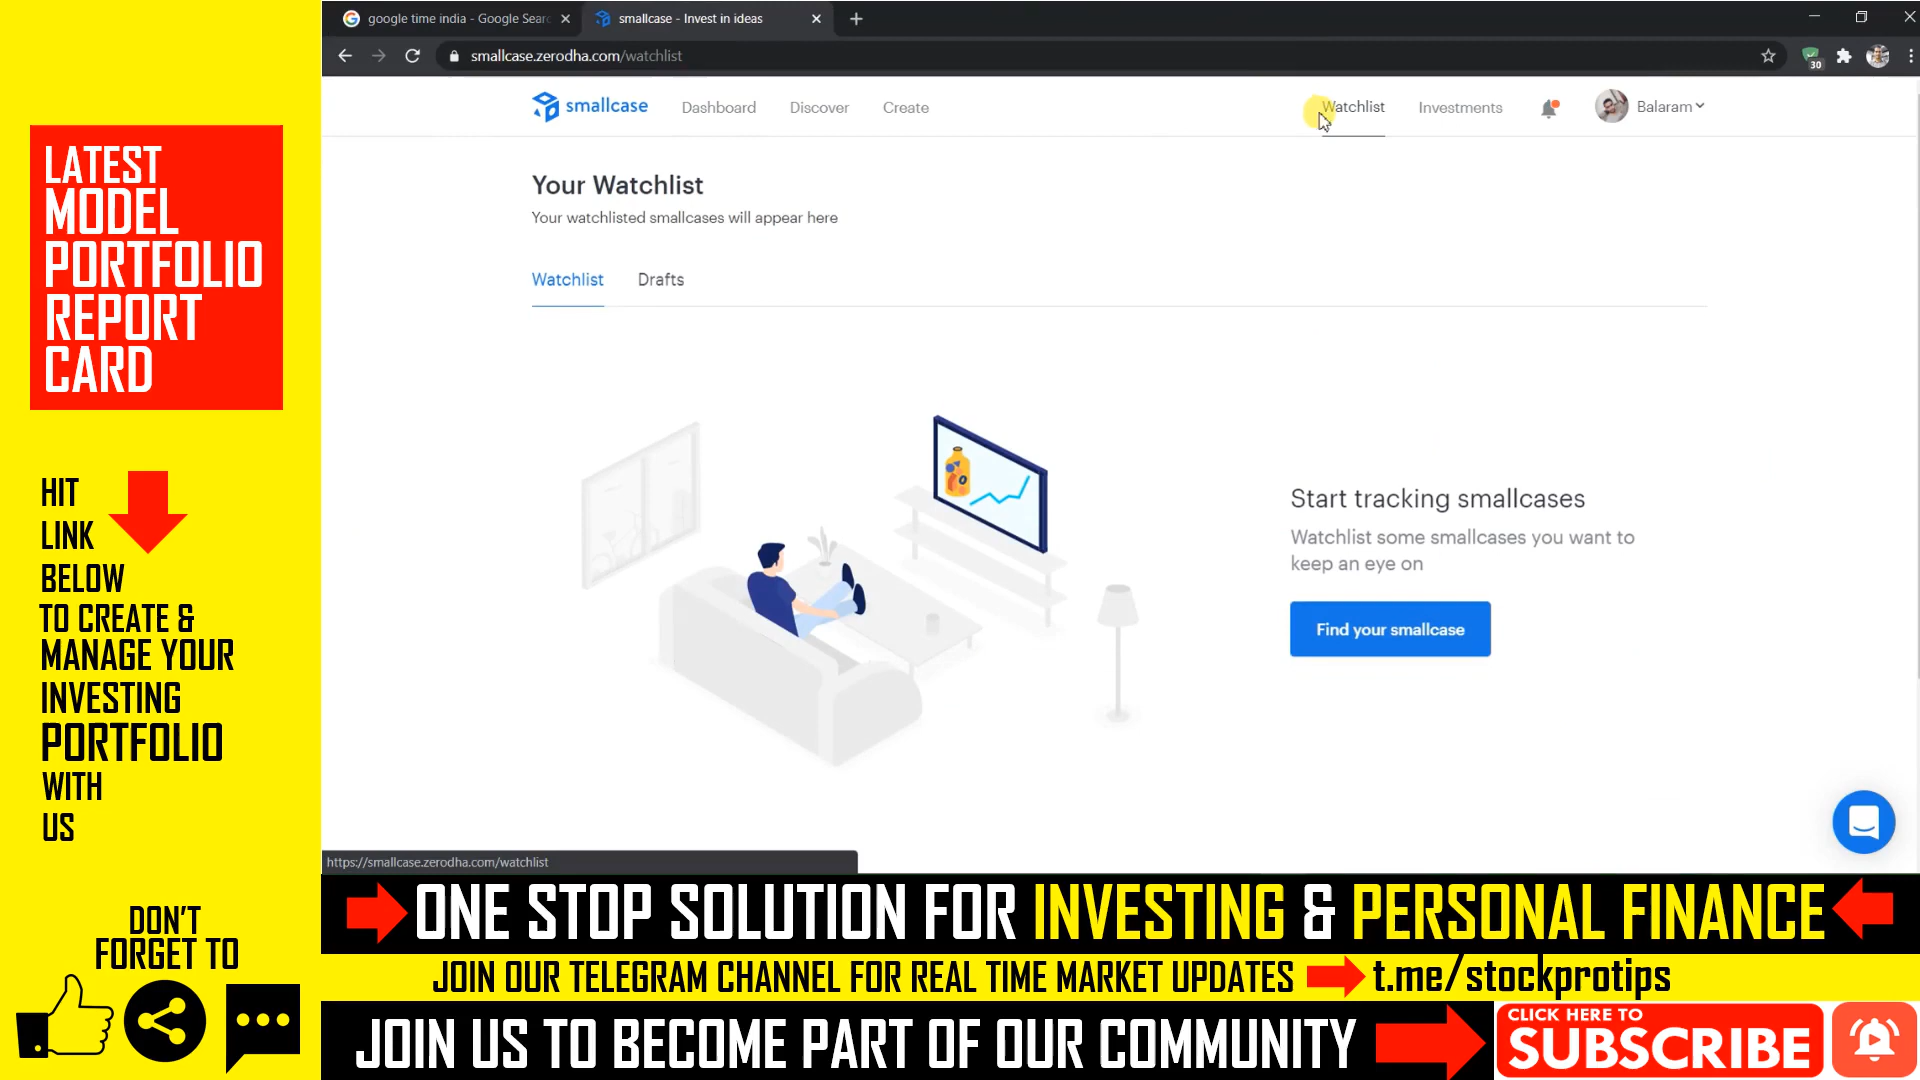 google time india - Google Searc
smallcase - Invest in ideas
smallcase.zerodha.com/watchlist
30
smallcase
Dashboard
Discover
Create
Watchlist
Investments
Balaram
Your Watchlist
Your watchlisted smallcases will appear here
Watchlist
Drafts
Start tracking smallcases
Watchlist some smallcases you want to
keep an eye on
Find your smallcase
https://smallcase.zerodha.com/watchlist
LATEST
MODEL
PORTFOLIO
REPORT
CARD
HIT
LINK
BELOW
TO CREATE &
MANAGE YOUR
INVESTING
PORTFOLIO
WITH
US
DON'T
FORGET TO
ONE STOP SOLUTION FOR INVESTING & PERSONAL FINANCE
JOIN OUR TELEGRAM CHANNEL FOR REAL TIME MARKET UPDATES t.me/stockprotips
JOIN US TO BECOME PART OF OUR COMMUNITY
CLICK HERE TO
SUBSCRIBE